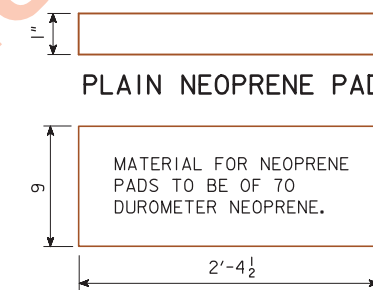 1"
PLAIN NEOPRENE PAD
9
MATERIAL FOR NEOPRENE
PADS TO BE OF 70
DUROMETER NEOPRENE.
2'-4½